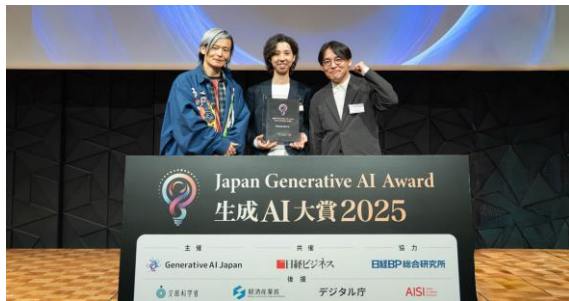 Japan Generative AI Award
生成AI大賞2025
主催
共催
協力
Generative AI Japan
日経ビジネス
日経BP 総合研究所
後援
文部科学省
経済産業省
デジタル庁
AISI